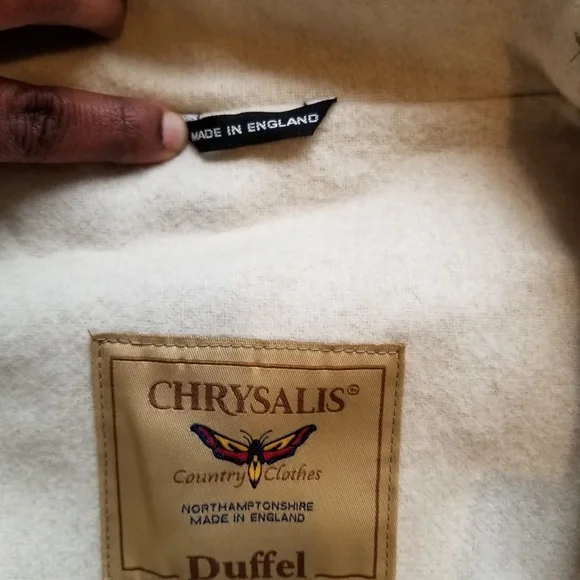 MADE IN ENGLAND
CHRYSALIS®
Country Clothes
NORTHAMPTONSHIRE
MADE IN ENGLAND
Duffel